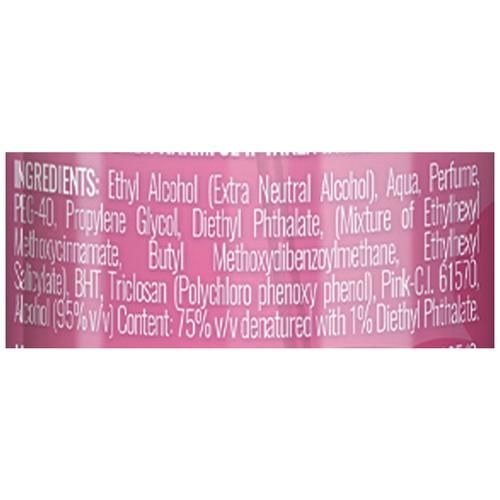 INGREDIENTS: Ethyl Alcohol (Extra Neutral Alcohol), Aqua, Perfume,
PEG-40, Propylene Glycol, Diethyl Phthalate, (Mixture of Ethylhexyl
Methoxycinnamate, Butyl Methoxydibenzoylmethane, Ethylhexyl
Salicylate), BHT, Triclosan (Polychloro phenoxy phenol), Pink-C.I. 61570,
Alcohol (95% v/v) Content: 75% v/v denatured with 1% Diethyl Phthalate.